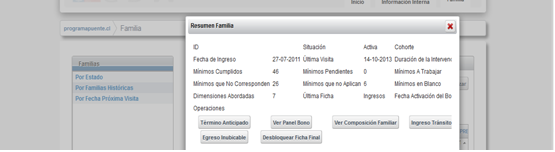 Inicio
Información Interna
Familia
programapuente.cl
Familia
Familias
Por Estado
Por Familias Históricas
Por Fecha Próxima Visita
Resumen Familia
ID Situación Activa Cohorte
Fecha de Ingreso 27-07-2011 Última Visita 14-10-2013 Duración de la Intervenc
Mínimos Cumplidos 46 Mínimos Pendientes 0 Mínimos A Trabajar
Mínimos que No Corresponden 26 Mínimos que no Aplican 6 Mínimos en Blanco
Dimensiones Abordadas 7 Última Ficha Ingresos Fecha Activación del Bo
Operaciones
Término Anticipado Ver Panel Bono Ver Composición Familiar Ingreso Tránsito
Egreso Inubicable Desbloquear Ficha Final